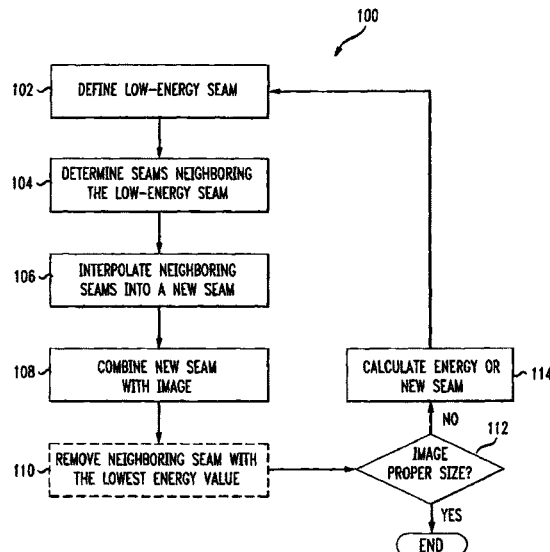 100
102
DEFINE LOW-ENERGY SEAM
104
DETERMINE SEAMS NEIGHBORING
THE LOW-ENERGY SEAM
106
INTERPOLATE NEIGHBORING
SEAMS INTO A NEW SEAM
108
COMBINE NEW SEAM
WITH IMAGE
CALCULATE ENERGY OR
NEW SEAM
114
NO
112
110
REMOVE NEIGHBORING SEAM WITH
THE LOWEST ENERGY VALUE
IMAGE
PROPER SIZE?
YES
END